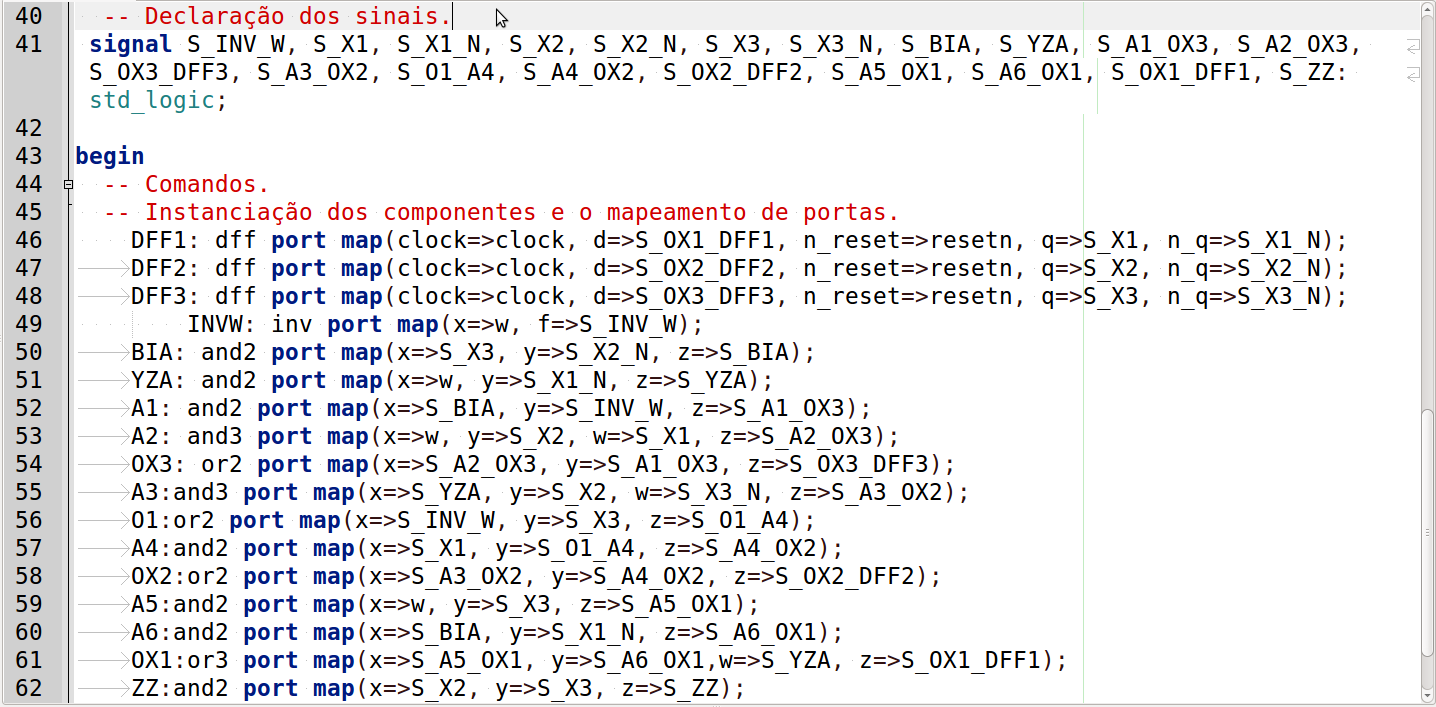 40 -- Declaração dos sinais.
41 signal S_INV_W, S_X1, S_X1_N, S_X2, S_X2_N, S_X3, S_X3_N, S_BIA, S_YZA, S_A1_OX3, S_A2_OX3,
S_OX3_DFF3, S_A3_OX2, S_O1_A4, S_A4_OX2, S_OX2_DFF2, S_A5_OX1, S_A6_OX1, S_OX1_DFF1, S_ZZ:
std_logic;
42
43 begin
44 -- Comandos.
45 -- Instanciação dos componentes e o mapeamento de portas.
46 DFF1: dff port map(clock=>clock, d=>S_OX1_DFF1, n_reset=>resetn, q=>S_X1, n_q=>S_X1_N);
47 DFF2: dff port map(clock=>clock, d=>S_OX2_DFF2, n_reset=>resetn, q=>S_X2, n_q=>S_X2_N);
48 DFF3: dff port map(clock=>clock, d=>S_OX3_DFF3, n_reset=>resetn, q=>S_X3, n_q=>S_X3_N);
49 INVW: inv port map(x=>w, f=>S_INV_W);
50 BIA: and2 port map(x=>S_X3, y=>S_X2_N, z=>S_BIA);
51 YZA: and2 port map(x=>w, y=>S_X1_N, z=>S_YZA);
52 A1: and2 port map(x=>S_BIA, y=>S_INV_W, z=>S_A1_OX3);
53 A2: and3 port map(x=>w, y=>S_X2, w=>S_X1, z=>S_A2_OX3);
54 OX3: or2 port map(x=>S_A2_OX3, y=>S_A1_OX3, z=>S_OX3_DFF3);
55 A3:and3 port map(x=>S_YZA, y=>S_X2, w=>S_X3_N, z=>S_A3_OX2);
56 O1:or2 port map(x=>S_INV_W, y=>S_X3, z=>S_O1_A4);
57 A4:and2 port map(x=>S_X1, y=>S_O1_A4, z=>S_A4_OX2);
58 OX2:or2 port map(x=>S_A3_OX2, y=>S_A4_OX2, z=>S_OX2_DFF2);
59 A5:and2 port map(x=>w, y=>S_X3, z=>S_A5_OX1);
60 A6:and2 port map(x=>S_BIA, y=>S_X1_N, z=>S_A6_OX1);
61 OX1:or3 port map(x=>S_A5_OX1, y=>S_A6_OX1,w=>S_YZA, z=>S_OX1_DFF1);
62 ZZ:and2 port map(x=>S_X2, y=>S_X3, z=>S_ZZ);